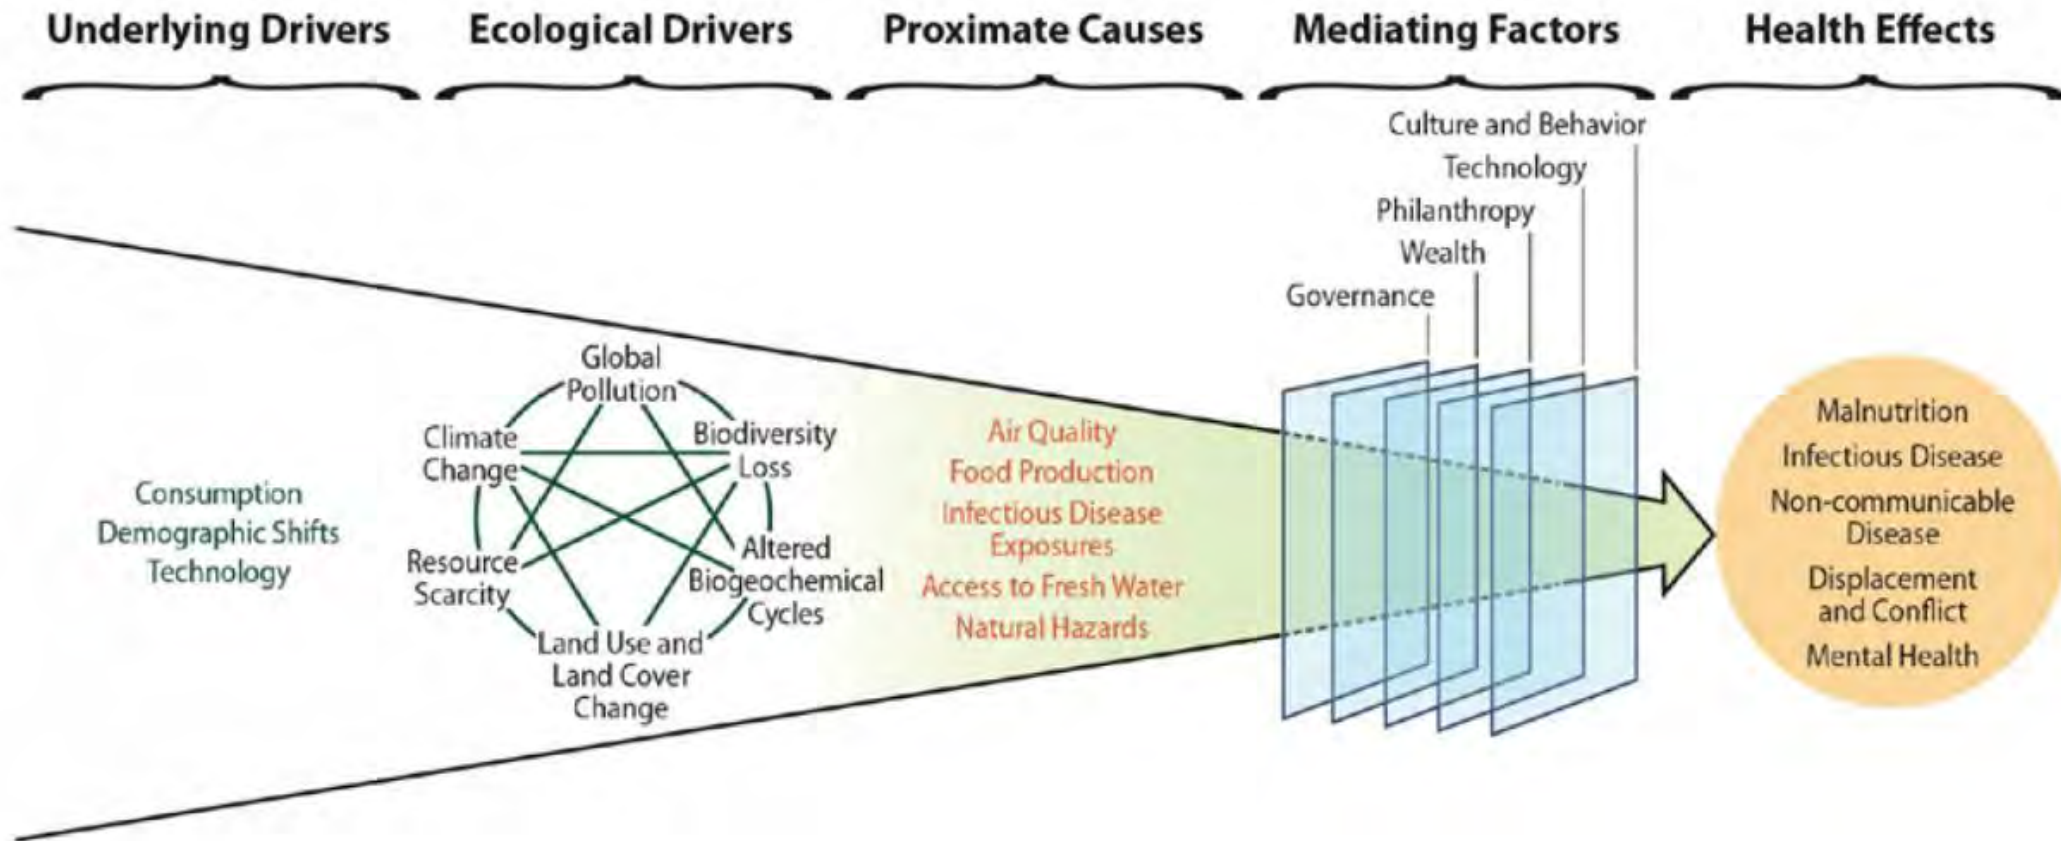 Underlying Drivers
Ecological Drivers
Proximate Causes
Mediating Factors
Health Effects
Consumption
Demographic Shifts
Technology
Global
Pollution
Climate
Change
Biodiversity
Loss
Resource
Scarcity
Altered
Biogeochemical
Cycles
Land Use and
Land Cover
Change
Air Quality
Food Production
Infectious Disease
Exposures
Access to Fresh Water
Natural Hazards
Culture and Behavior
Technology
Philanthropy
Wealth
Governance
Malnutrition
Infectious Disease
Non-communicable
Disease
Displacement
and Conflict
Mental Health